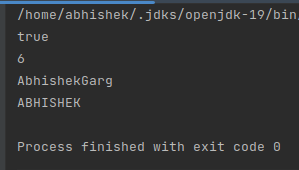 /home/abhishek/.jdks/openjdk-19/bin/
true
6
AbhishekGarg
ABHISHEK
Process finished with exit code 0